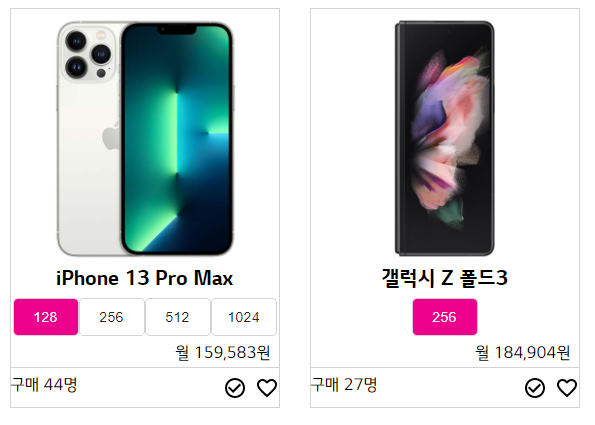 iPhone 13 Pro Max
128 256 512 1024
월 159,583원
구매 44명
갤럭시 Z 폴드3
256
월 184,904원
구매 27명